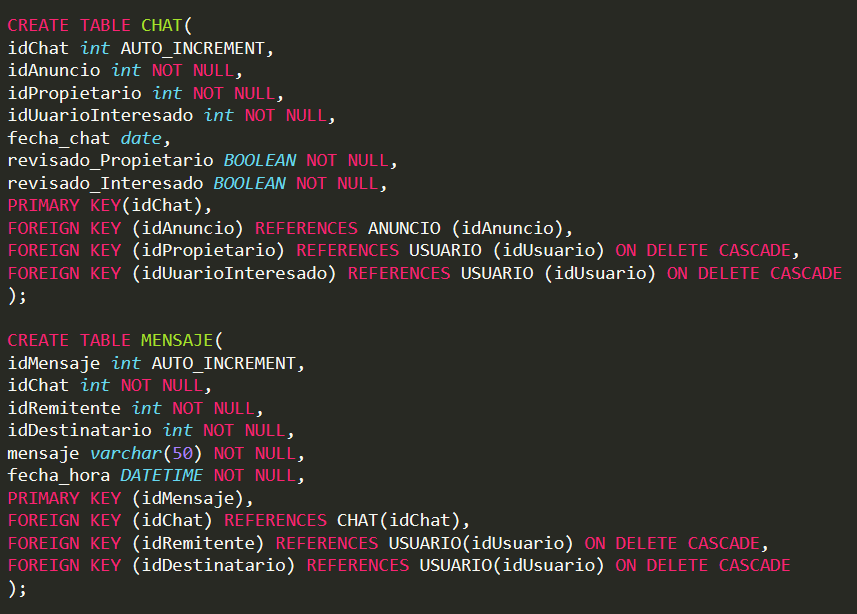 CREATE TABLE CHAT(
idChat int AUTO_INCREMENT,
idAnuncio int NOT NULL,
idPropietario int NOT NULL,
idUuarioInteresado int NOT NULL,
fecha_chat date,
revisado_Propietario BOOLEAN NOT NULL,
revisado_Interesado BOOLEAN NOT NULL,
PRIMARY KEY(idChat),
FOREIGN KEY (idAnuncio) REFERENCES ANUNCIO (idAnuncio),
FOREIGN KEY (idPropietario) REFERENCES USUARIO (idUsuario) ON DELETE CASCADE,
FOREIGN KEY (idUuarioInteresado) REFERENCES USUARIO (idUsuario) ON DELETE CASCADE
);
CREATE TABLE MENSAJE(
idMensaje int AUTO_INCREMENT,
idChat int NOT NULL,
idRemitente int NOT NULL,
idDestinatario int NOT NULL,
mensaje varchar(50) NOT NULL,
fecha_hora DATETIME NOT NULL,
PRIMARY KEY (idMensaje),
FOREIGN KEY (idChat) REFERENCES CHAT(idChat),
FOREIGN KEY (idRemitente) REFERENCES USUARIO(idUsuario) ON DELETE CASCADE,
FOREIGN KEY (idDestinatario) REFERENCES USUARIO(idUsuario) ON DELETE CASCADE
);